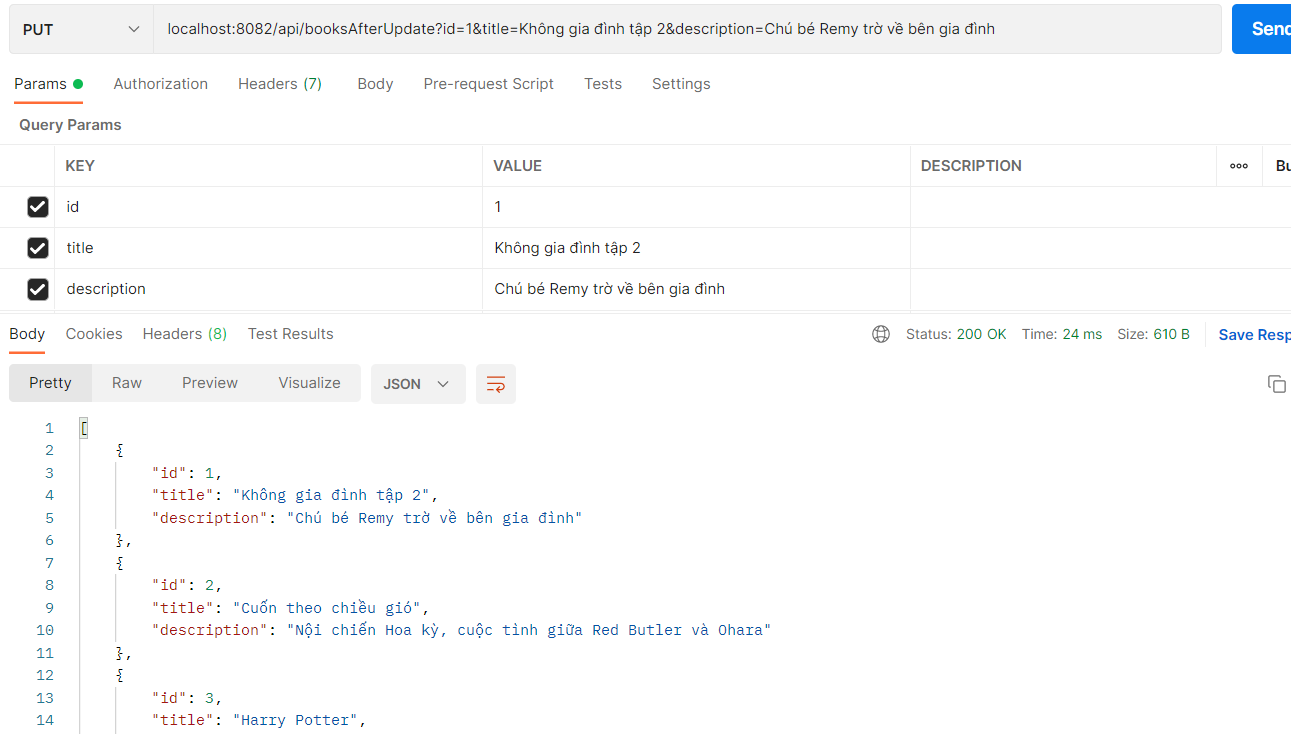 PUT localhost:8082/api/booksAfterUpdate?id=1&title=Không gia đình tập 2&description=Chú bé Remy trờ về bên gia đình Send
Params Authorization Headers (7) Body Pre-request Script Tests Settings
Query Params
KEY VALUE DESCRIPTION ooo Bu
id 1
title Không gia đình tập 2
description Chú bé Remy trờ về bên gia đình
Body Cookies Headers (8) Test Results Status: 200 OK Time: 24 ms Size: 610 B Save Resp
Pretty Raw Preview Visualize JSON
1 [
2 {
3 "id": 1,
4 "title": "Không gia đình tập 2",
5 "description": "Chú bé Remy trờ về bên gia đình"
6 },
7 {
8 "id": 2,
9 "title": "Cuốn theo chiều gió",
10 "description": "Nội chiến Hoa kỳ, cuộc tình giữa Red Butler và Ohara"
11 },
12 {
13 "id": 3,
14 "title": "Harry Potter",